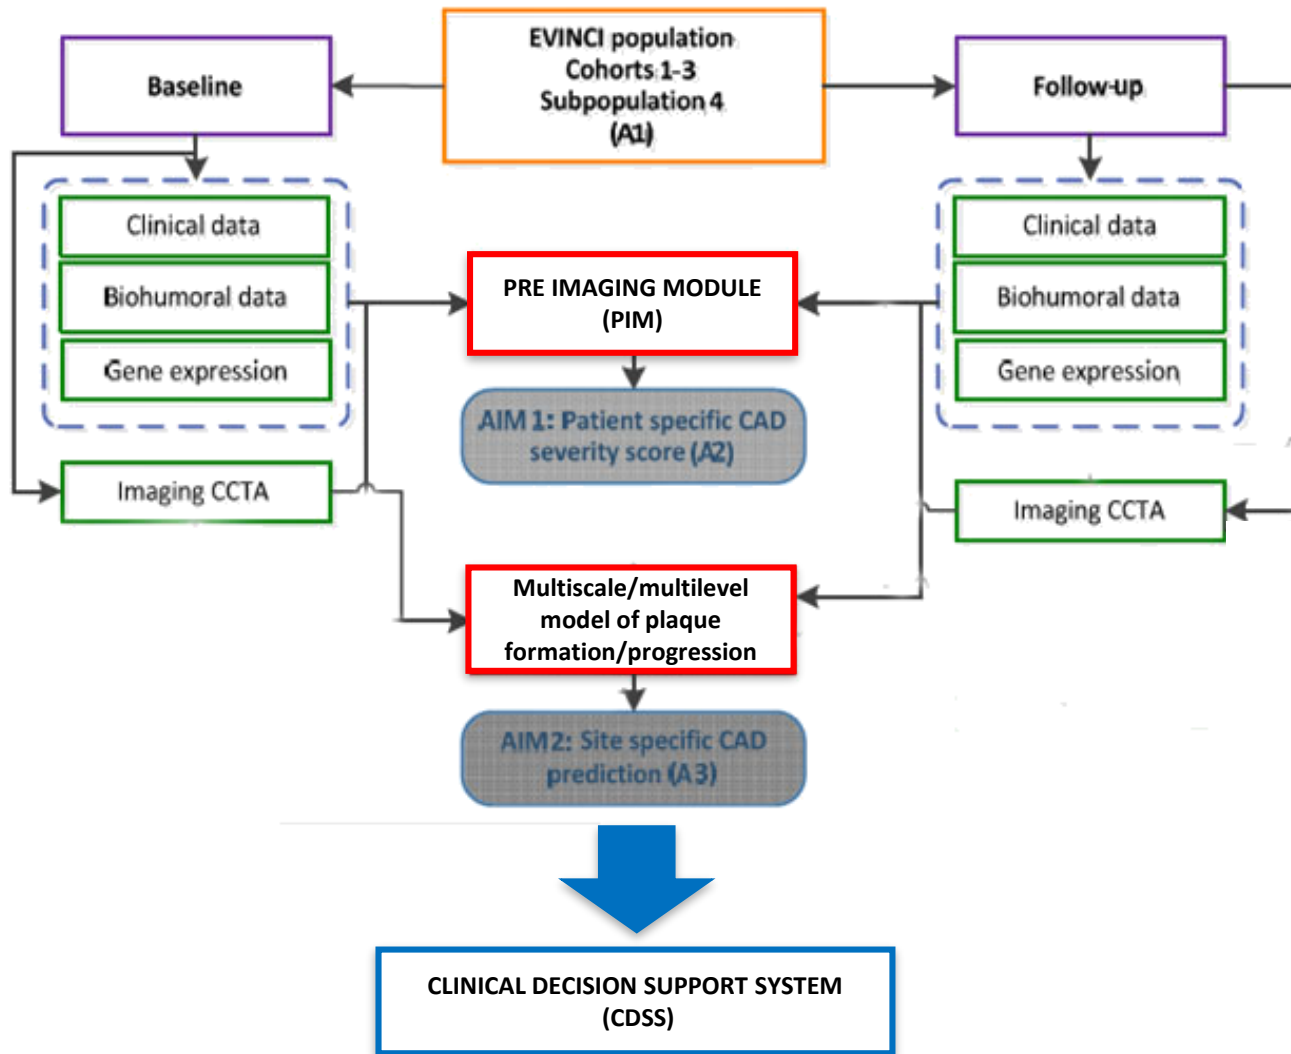 EVINCI population
Cohorts 1-3
Subpopulation 4
(A1)
Baseline
Follow-up
Clinical data
Biohumoral data
Gene expression
Imaging CCTA
PRE IMAGING MODULE
(PIM)
AIM 1: Patient specific CAD
severity score (A2)
Clinical data
Biohumoral data
Gene expression
Imaging CCTA
Multiscale/multilevel
model of plaque
formation/progression
AIM 2: Site specific CAD
prediction (A3)
CLINICAL DECISION SUPPORT SYSTEM
(CDSS)